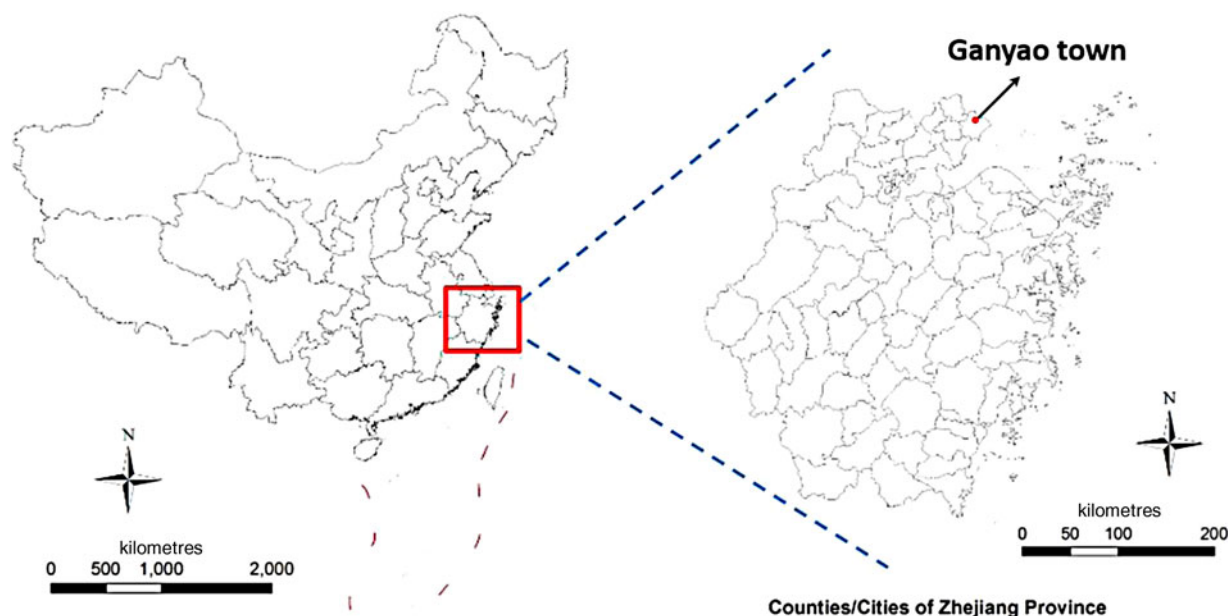 Ganyao town
N
kilometres
0 500 1,000 2,000
N
kilometres
0 50 100 200
Counties/Cities of Zhejiang Province